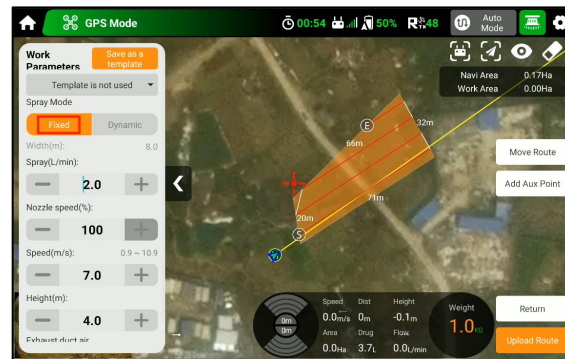 GPS Mode
00:54
50%
R 48
Auto
Mode
Work
Parameters
Save as a
template
Template is not used
Spray Mode
Fixed
Dynamic
Width(m):
8.0
Spray(L/min):
2.0
Nozzle speed(%):
100
Speed(m/s):
0.9 ~ 10.9
7.0
Height(m):
4.0
Exhaust duct air
Navi Area 0.17Ha
Work Area 0.00Ha
E
32m
66m
71m
20m
S
Move Route
Add Aux Point
0m
0m
Speed Dist Height
0.0m/s 0m -0.1m
Area Drug Flow
0.0Ha 3.7L 0.0L/min
Weight
1.0KG
Return
Upload Route